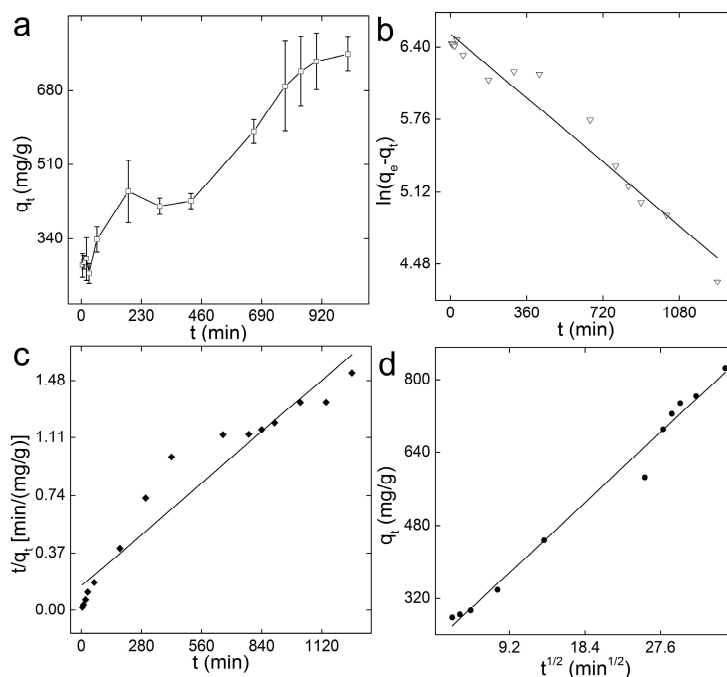 a
680
510
340
q_t (mg/g)
0 230 460 690 920
t (min)
b
6.40
5.76
5.12
4.48
ln(q_e-q_t)
0 360 720 1080
t (min)
c
1.48
1.11
0.74
0.37
0.00
t/q_t [min/(mg/g)]
0 280 560 840 1120
t (min)
d
800
640
480
320
q_t (mg/g)
9.2 18.4 27.6
t^{1/2} (min^{1/2})